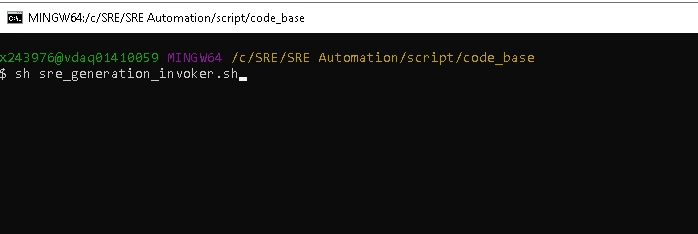 MINGW64:/c/SRE/SRE Automation/script/code_base
x243976@vdaq01410059 MINGW64 /c/SRE/SRE Automation/script/code_base
$ sh sre_generation_invoker.sh